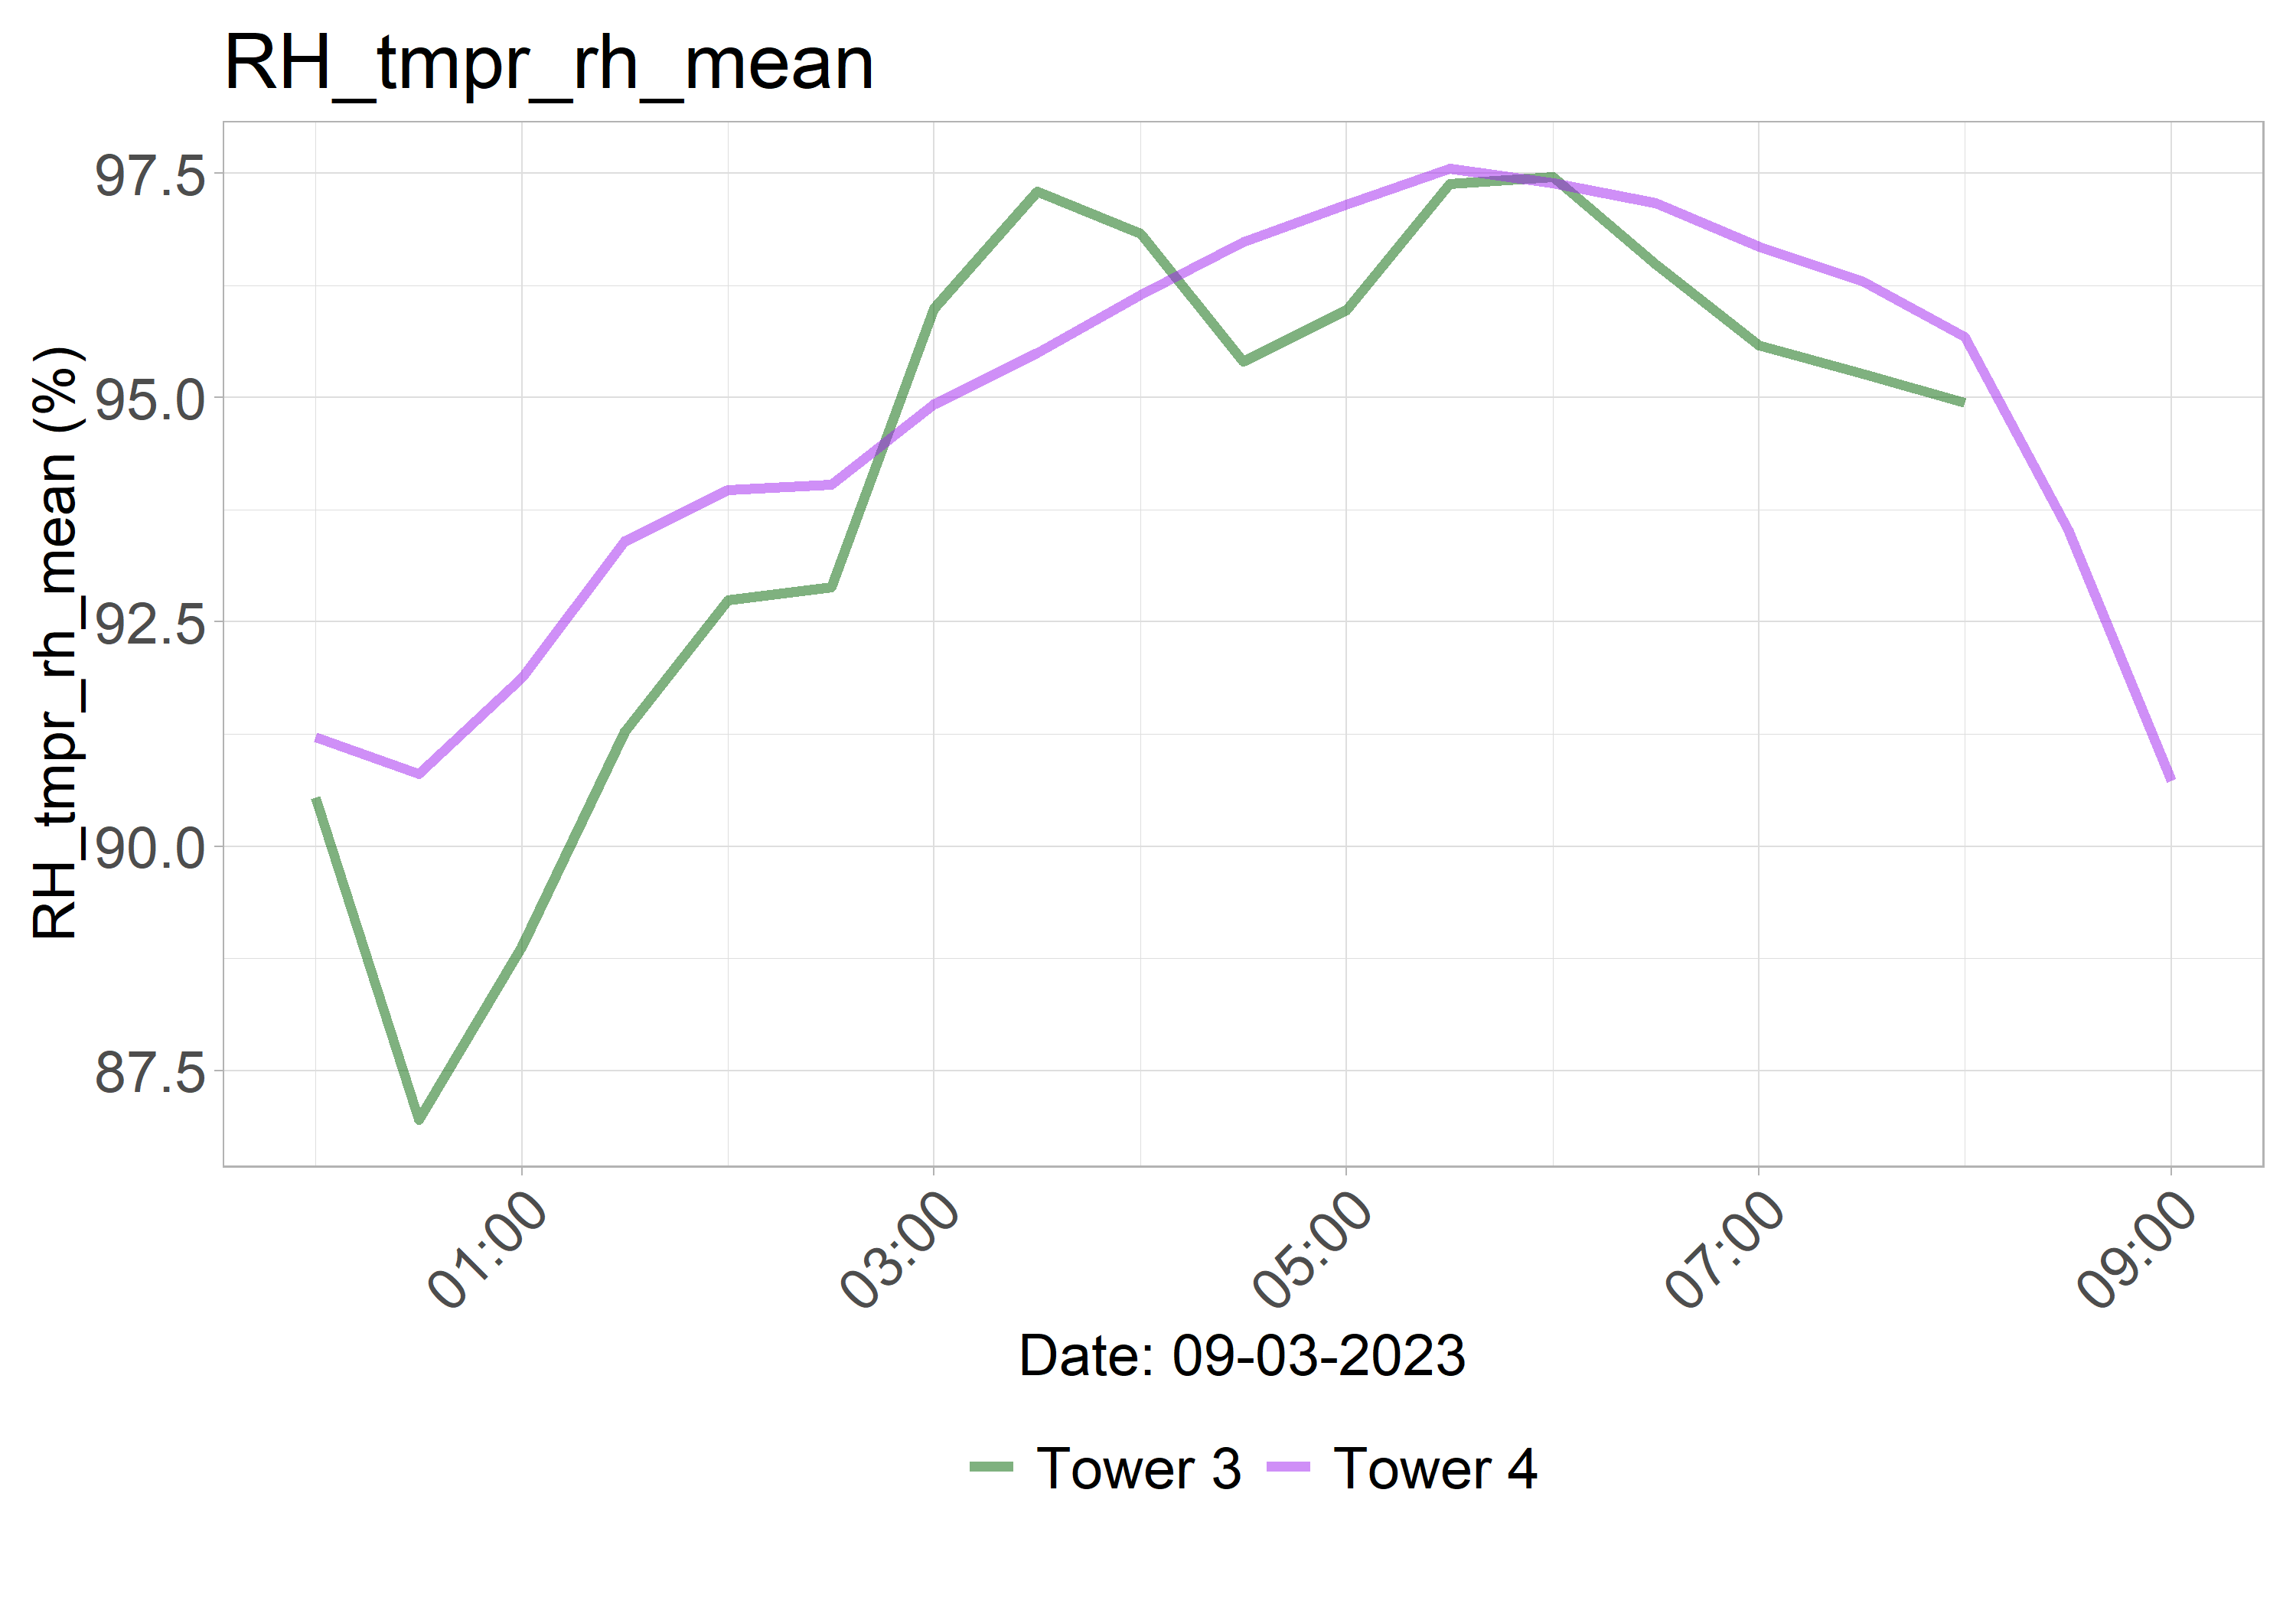 RH_tmpr_rh_mean
RH_tmpr_rh_mean (%)
97.5
95.0
92.5
90.0
87.5
01:00
03:00
05:00
07:00
09:00
Date: 09-03-2023
Tower 3
Tower 4